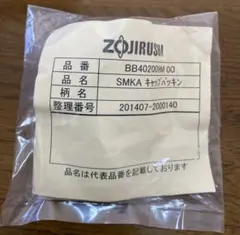 ZOJIRUSHI
品番 BB402008M 00
品名 SMKA ｷｬｯﾌﾟﾊﾟｯｷﾝ
柄名
整理番号 201407-2000140
品名は代表品番を記載しております